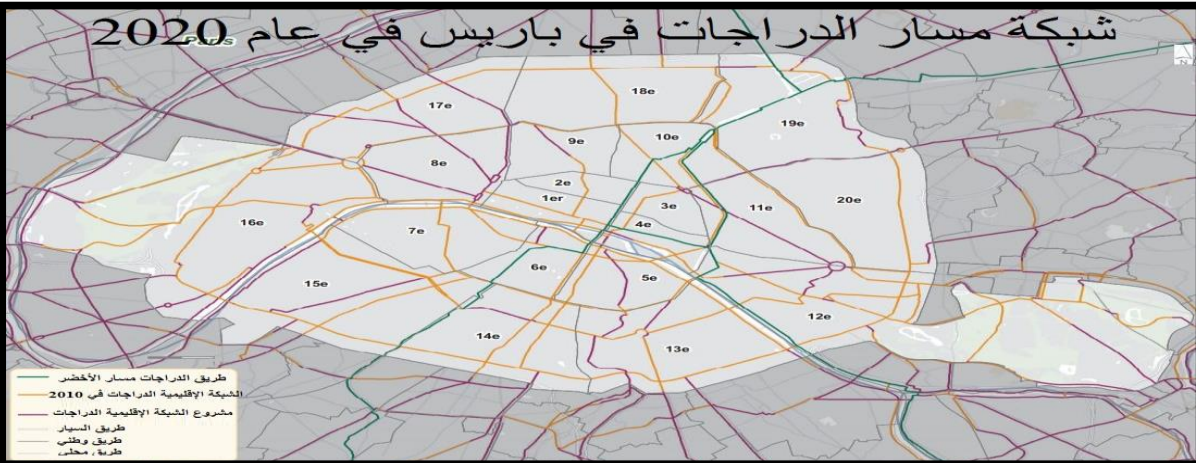 شبكة مسار الدراجات في باريس في عام 2020
Paris
N
18e
17e
19e
10e
9e
8e
2e
1er
3e
11e
20e
4e
16e
7e
6e
5e
15e
12e
14e
13e
طريق الدراجات مسار الأخضر
الشبكة الإقليمية الدراجات في 2010
مشروع الشبكة الإقليمية الدراجات
طريق السيار
طريق وطني
طريق محلي